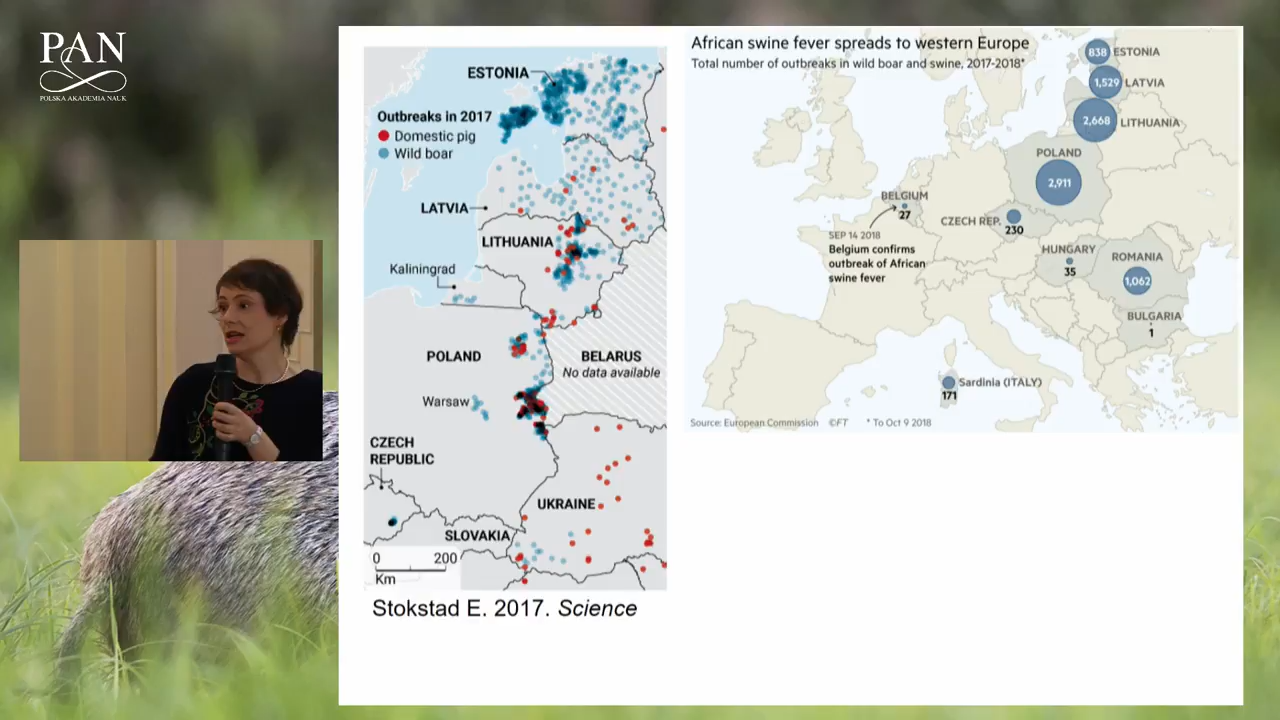 PAN
POLSKA AKADEMIA NAUK
ESTONIA
Outbreaks in 2017
Domestic pig
Wild boar
LATVIA
LITHUANIA
Kaliningrad
POLAND
BELARUS
No data available
Warsaw
CZECH
REPUBLIC
UKRAINE
SLOVAKIA
0 200
Km
Stokstad E. 2017. Science
African swine fever spreads to western Europe
Total number of outbreaks in wild boar and swine, 2017-2018*
838 ESTONIA
1,529 LATVIA
2,668 LITHUANIA
POLAND
2,911
BELGIUM
27
CZECH REP.
230
SEP 14 2018
Belgium confirms
outbreak of African
swine fever
HUNGARY
35
ROMANIA
1,062
BULGARIA
1
Sardinia (ITALY)
171
Source: European Commission ©FT * To Oct 9 2018